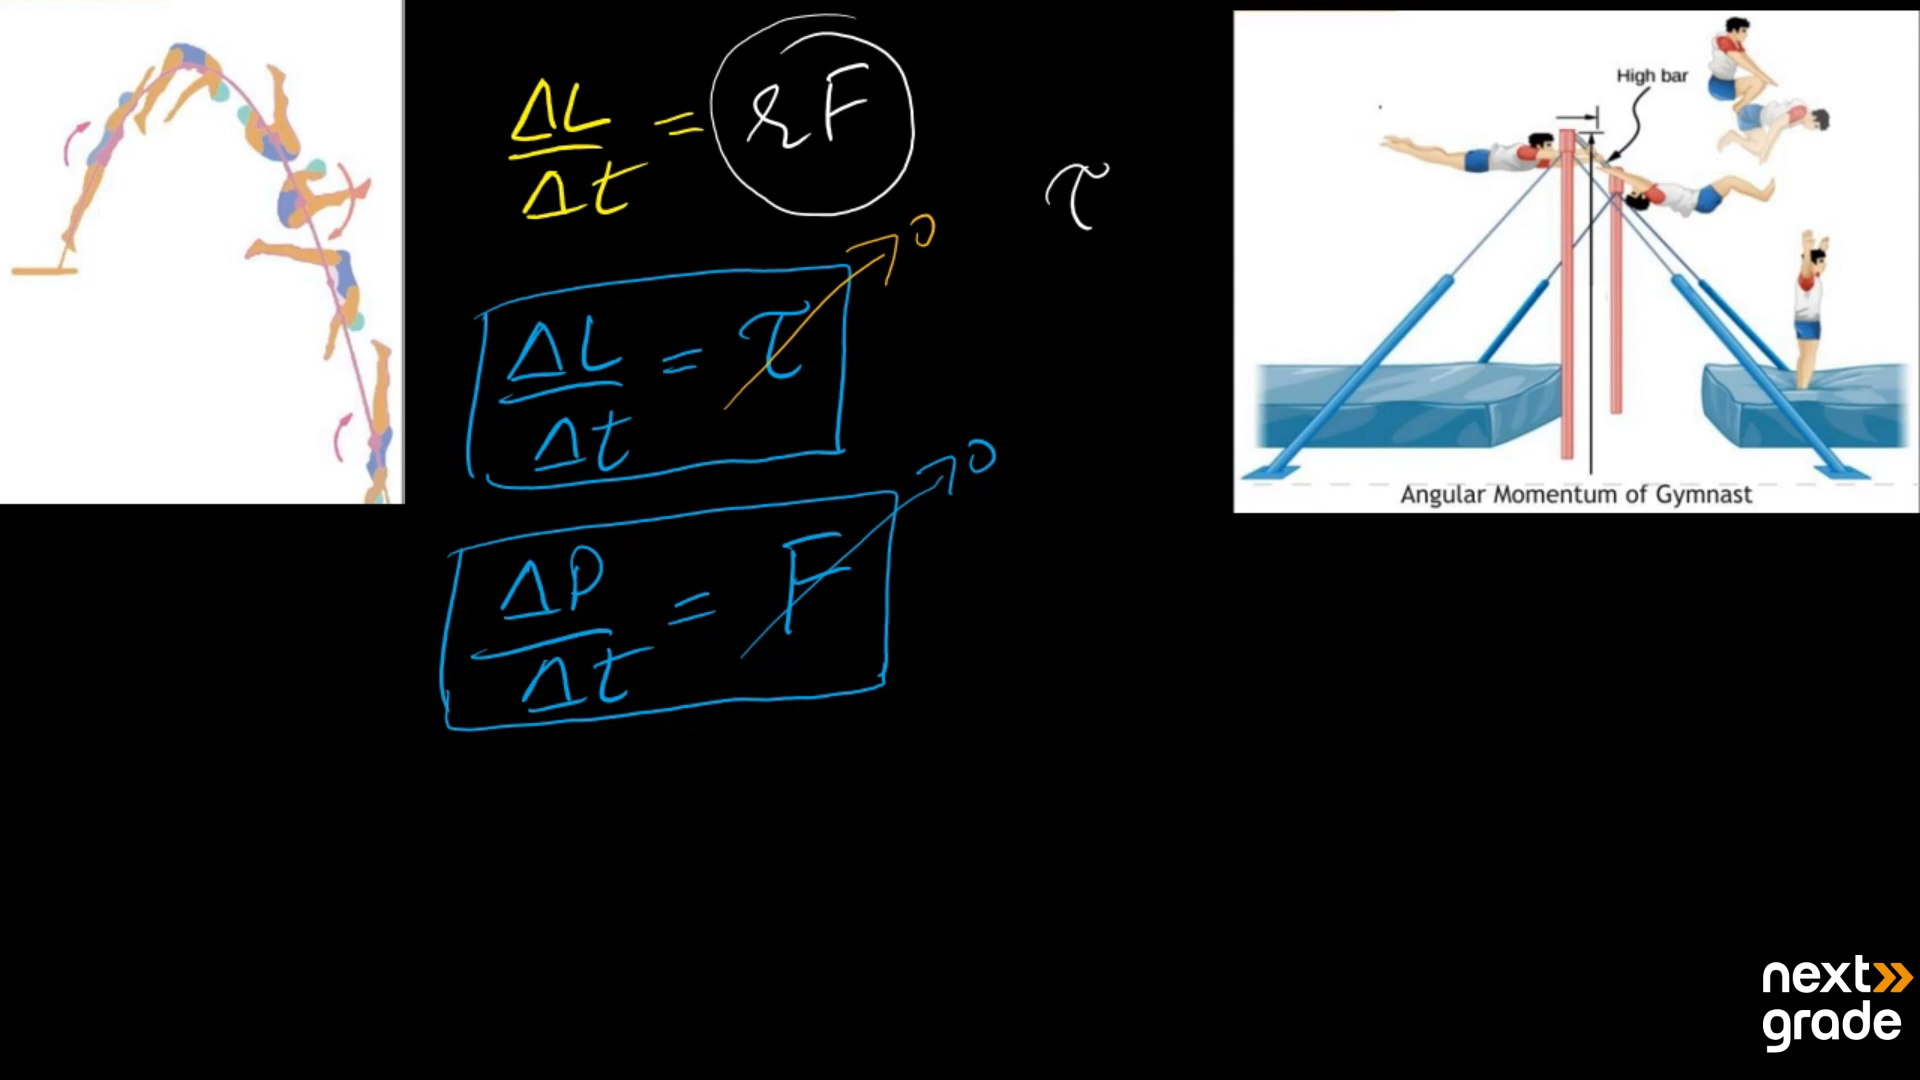 ΔL/Δt = rF
τ
ΔL/Δt = τ → 0
ΔP/Δt = F → 0
High bar
Angular Momentum of Gymnast
next
grade